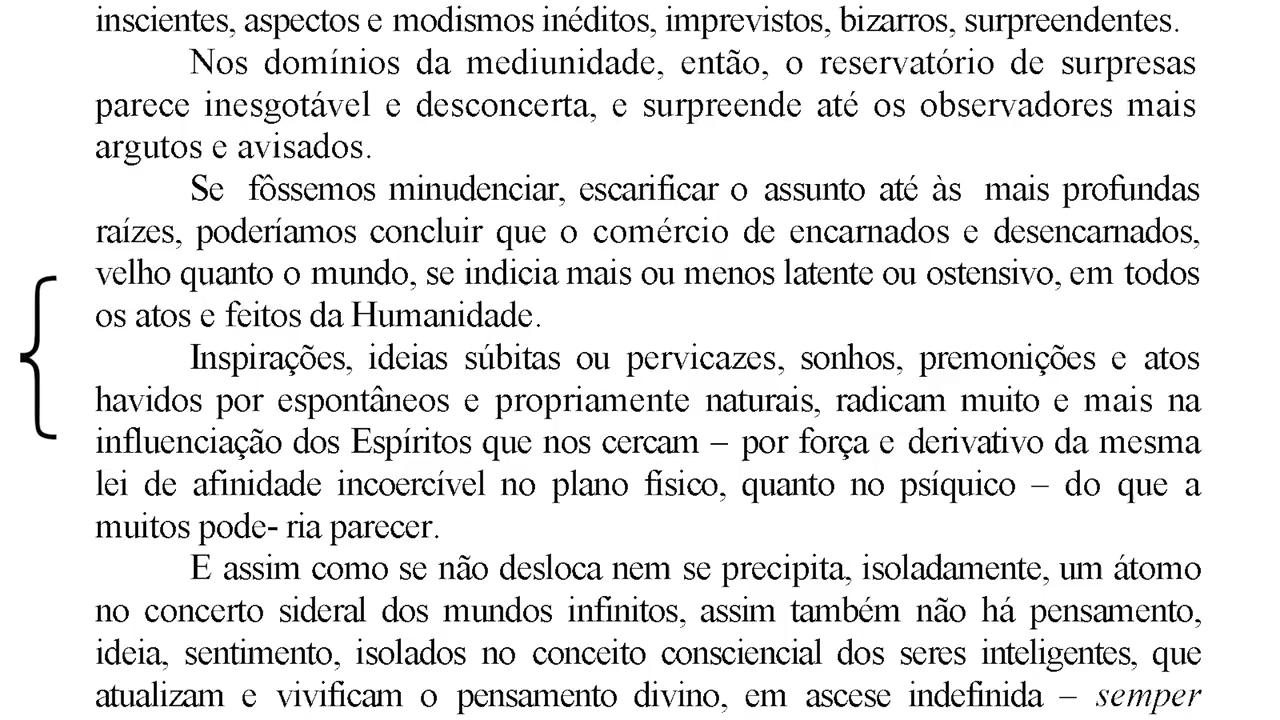 inscientes, aspectos e modismos inéditos, imprevistos, bizarros, surpreendentes.
Nos domínios da mediunidade, então, o reservatório de surpresas
parece inesgotável e desconcerta, e surpreende até os observadores mais
argutos e avisados.
Se fôssemos minudenciar, escarificar o assunto até às mais profundas
raízes, poderíamos concluir que o comércio de encarnados e desencarnados,
velho quanto o mundo, se indicia mais ou menos latente ou ostensivo, em todos
os atos e feitos da Humanidade.
Inspirações, ideias súbitas ou pervicazes, sonhos, premonições e atos
havidos por espontâneos e propriamente naturais, radicam muito e mais na
influenciação dos Espíritos que nos cercam – por força e derivativo da mesma
lei de afinidade incoercível no plano físico, quanto no psíquico – do que a
muitos pode- ria parecer.
E assim como se não desloca nem se precipita, isoladamente, um átomo
no concerto sideral dos mundos infinitos, assim também não há pensamento,
ideia, sentimento, isolados no conceito consciencial dos seres inteligentes, que
atualizam e vivificam o pensamento divino, em ascese indefinida – semper